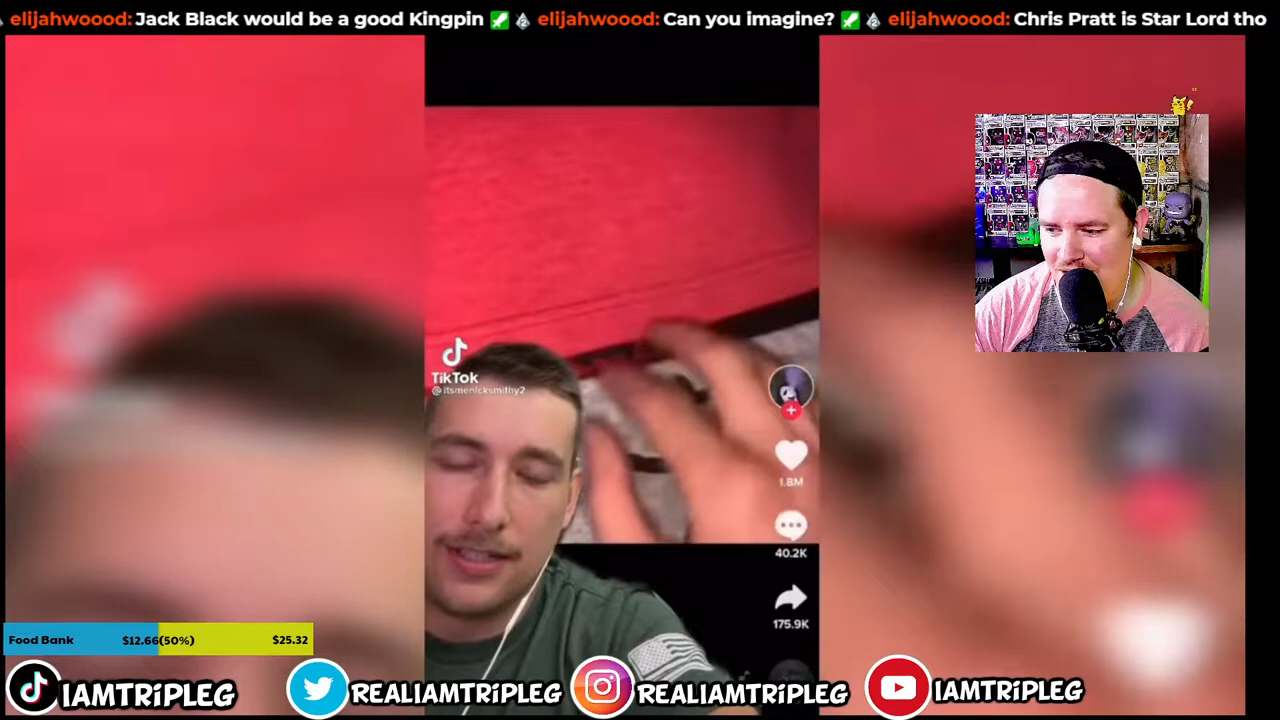 elijahwoood: Jack Black would be a good Kingpin elijahwoood: Can you imagine? elijahwoood: Chris Pratt is Star Lord tho
TikTok
@itsmenicksmithy2
1.8M
40.2K
175.9K
Food Bank $12.66(50%) $25.32
IAMTRiPLEG REALIAMTRiPLEG REALIAMTRiPLEG IAMTRiPLEG